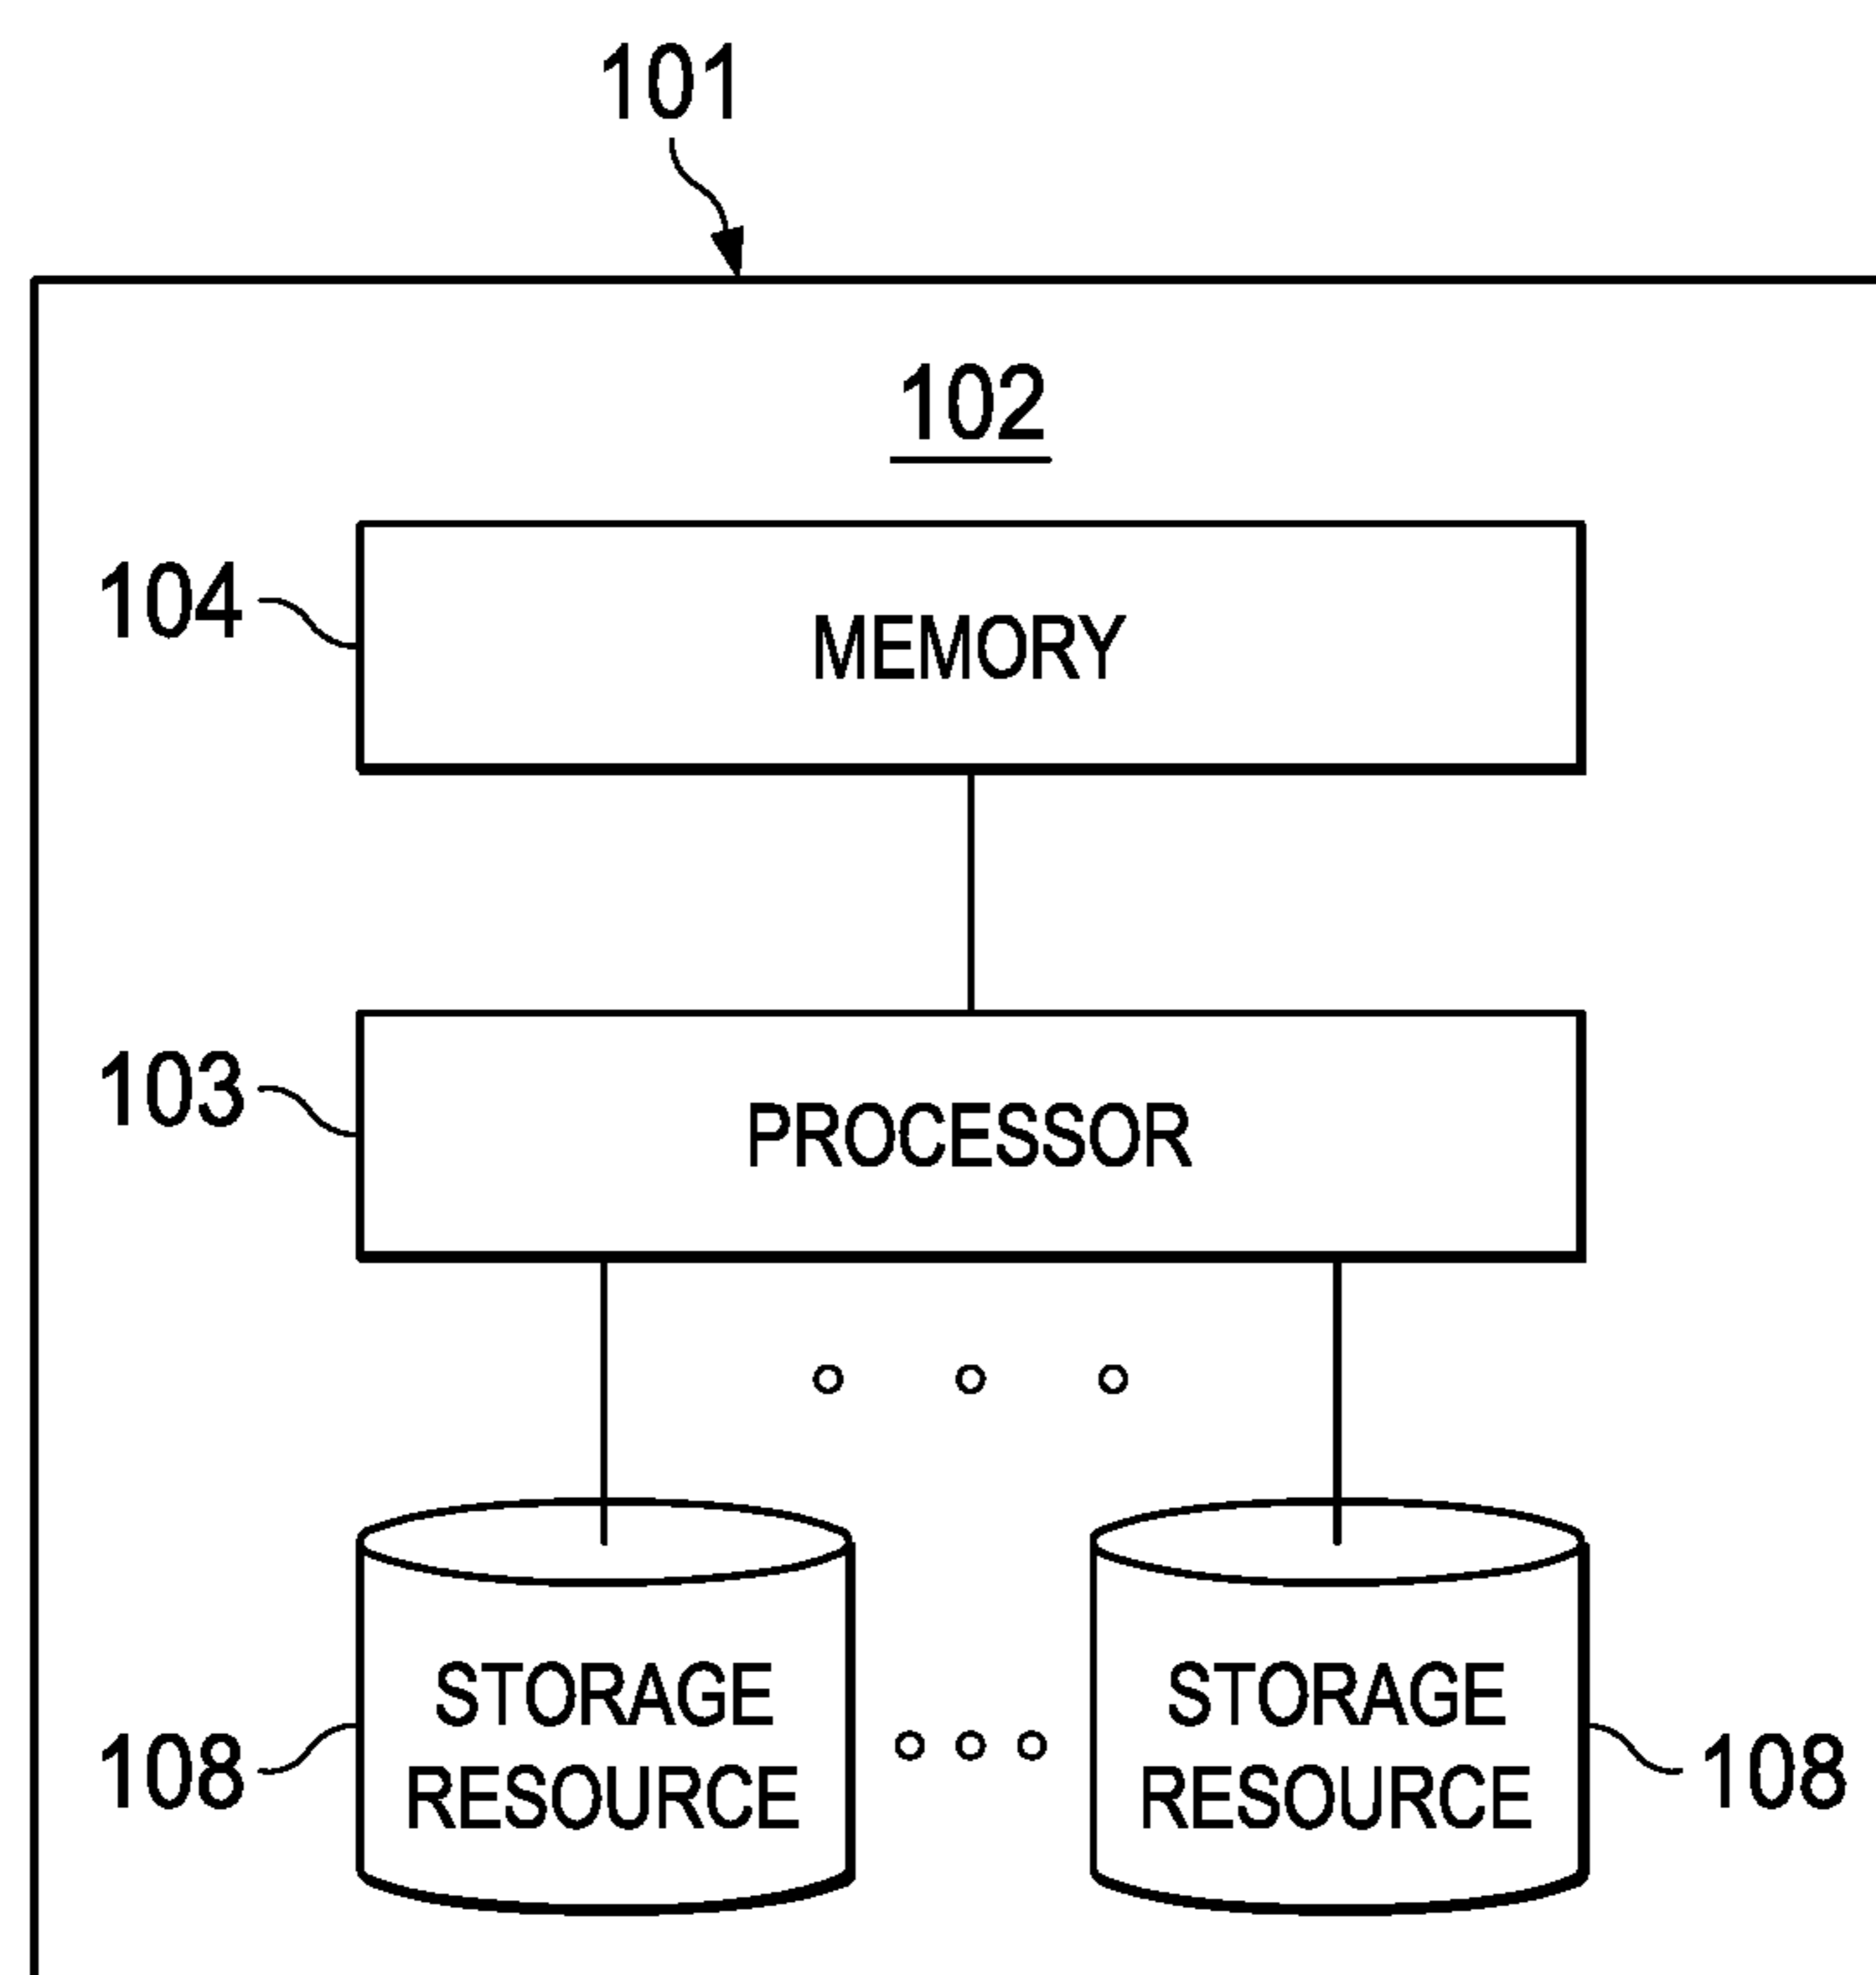 101
102
104
MEMORY
103
PROCESSOR
STORAGE
RESOURCE
108
STORAGE
RESOURCE
108